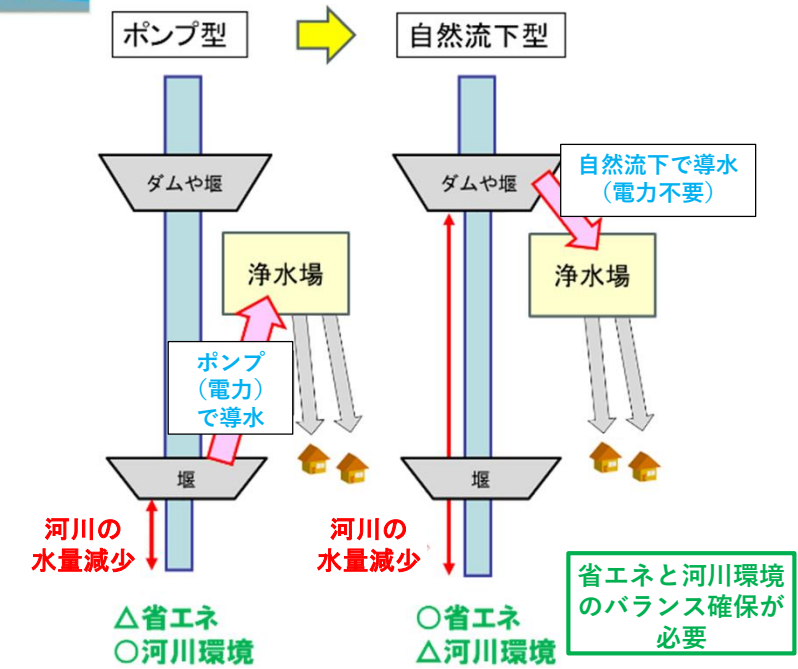 ポンプ型
自然流下型
ダムや堰
ダムや堰
自然流下で導水
（電力不要）
浄水場
浄水場
ポンプ
（電力）
で導水
堰
堰
河川の
水量減少
河川の
水量減少
△省エネ
○河川環境
○省エネ
△河川環境
省エネと河川環境
のバランス確保が
必要